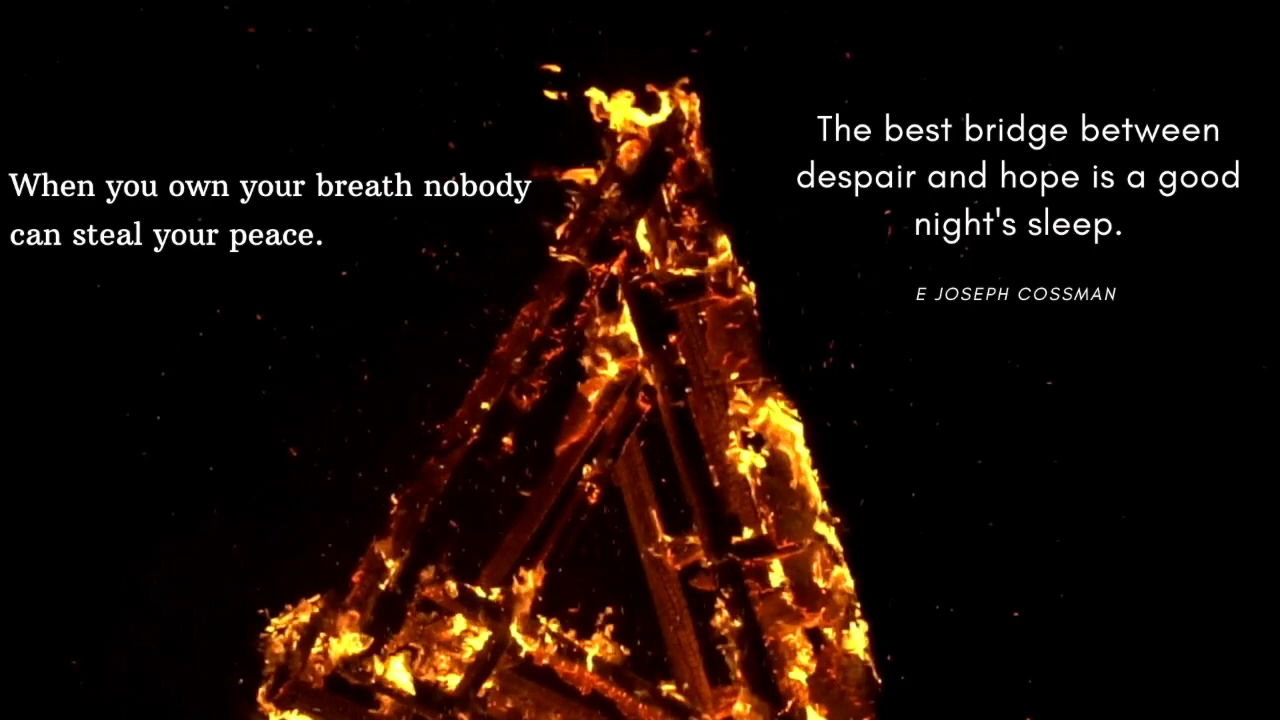 When you own your breath nobody
can steal your peace.
The best bridge between
despair and hope is a good
night's sleep.
E JOSEPH COSSMAN